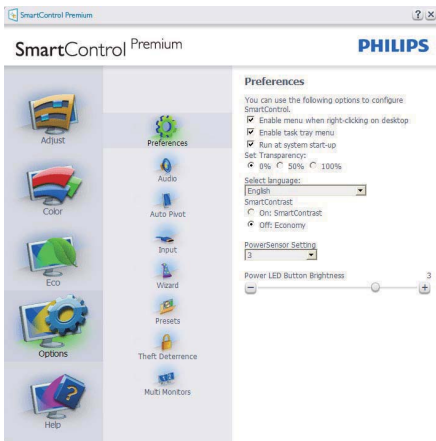 SmartControl Premium
SmartControl Premium
PHILIPS
Adjust
Color
Eco
Options
Help
Preferences
Audio
Auto Pivot
Input
Wizard
Presets
Theft Deterrence
Multi Monitors
Preferences
You can use the following options to configure
SmartControl.
Enable menu when right-clicking on desktop
Enable task tray menu
Run at system start-up
Set Transparency:
0% 50% 100%
Select language:
English
SmartContrast
On: SmartContrast
Off: Economy
PowerSensor Setting
3
Power LED Button Brightness 3